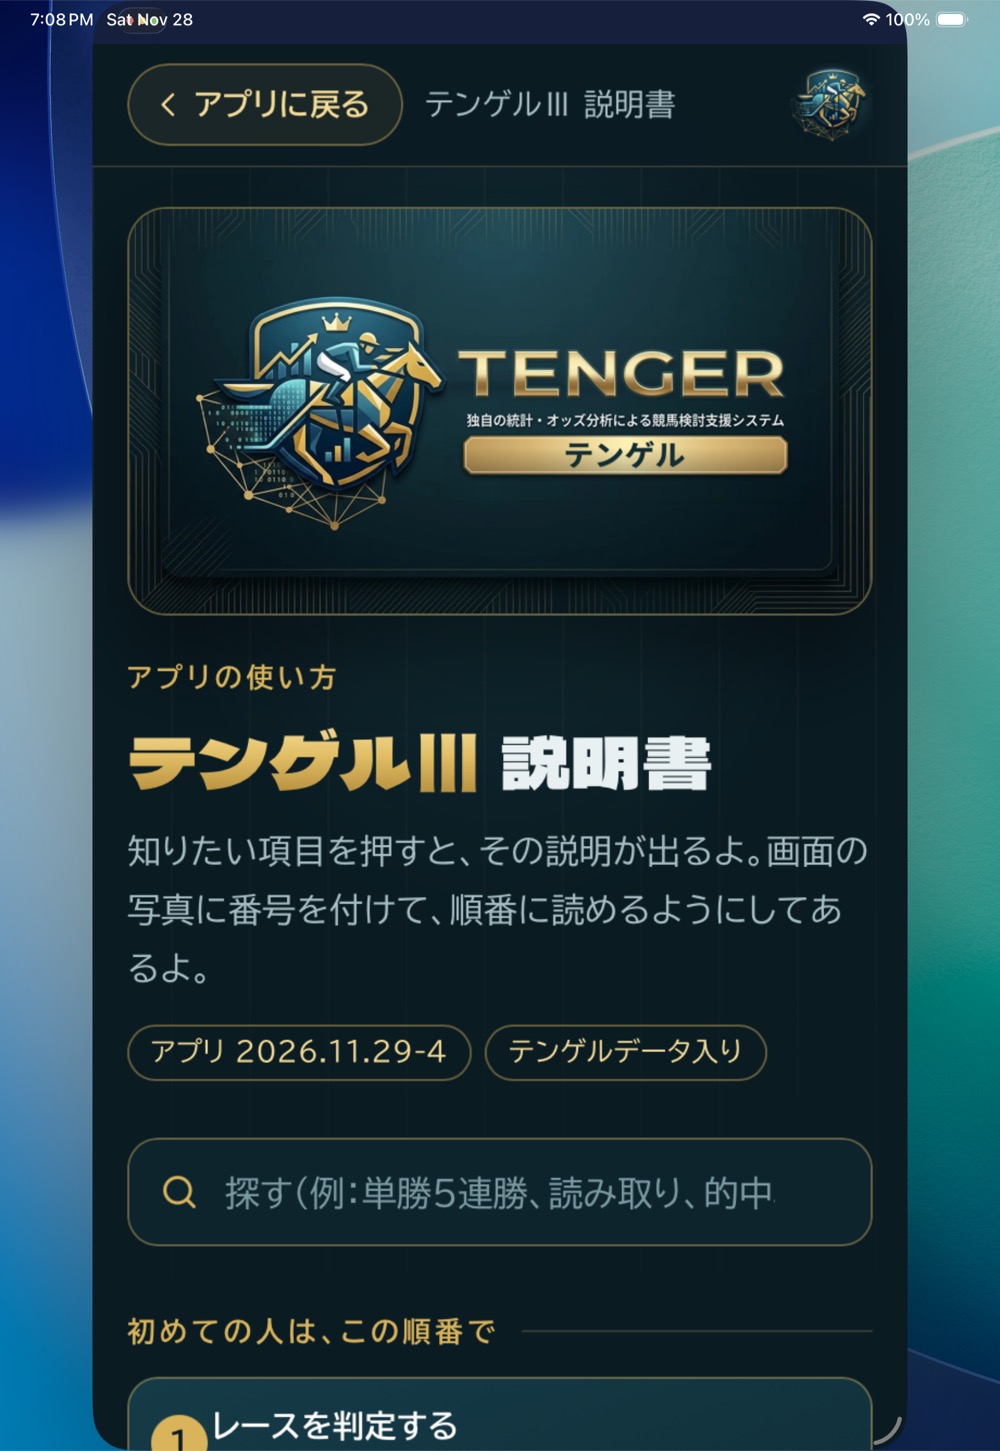 7:08 PM Sat Nov 28
100%
アプリに戻る
テンゲルⅢ 説明書
TENGER
独自の統計・オッズ分析による競馬検討支援システム
テンゲル
アプリの使い方
テンゲルⅢ 説明書
知りたい項目を押すと、その説明が出るよ。画面の
写真に番号を付けて、順番に読めるようにしてあ
るよ。
アプリ 2026.11.29-4
テンゲルデータ入り
探す(例:単勝5連勝、読み取り、的中
初めての人は、この順番で
1
レースを判定する